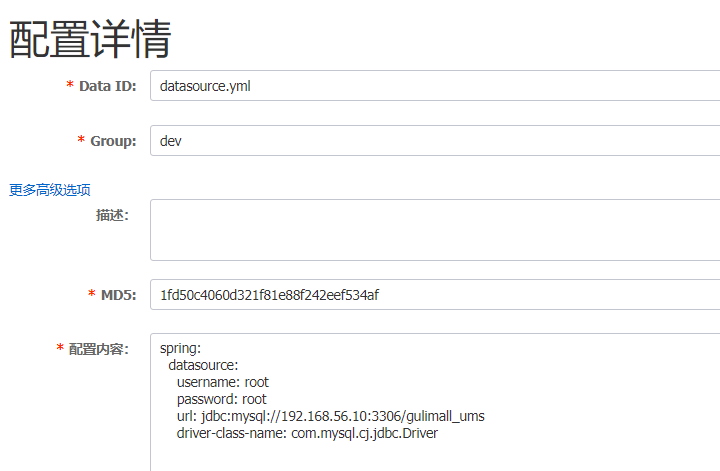 配置详情
* Data ID: datasource.yml
* Group: dev
更多高级选项
描述:
* MD5: 1fd50c4060d321f81e88f242eef534af
* 配置内容: spring:
datasource:
username: root
password: root
url: jdbc:mysql://192.168.56.10:3306/gulimall_ums
driver-class-name: com.mysql.cj.jdbc.Driver